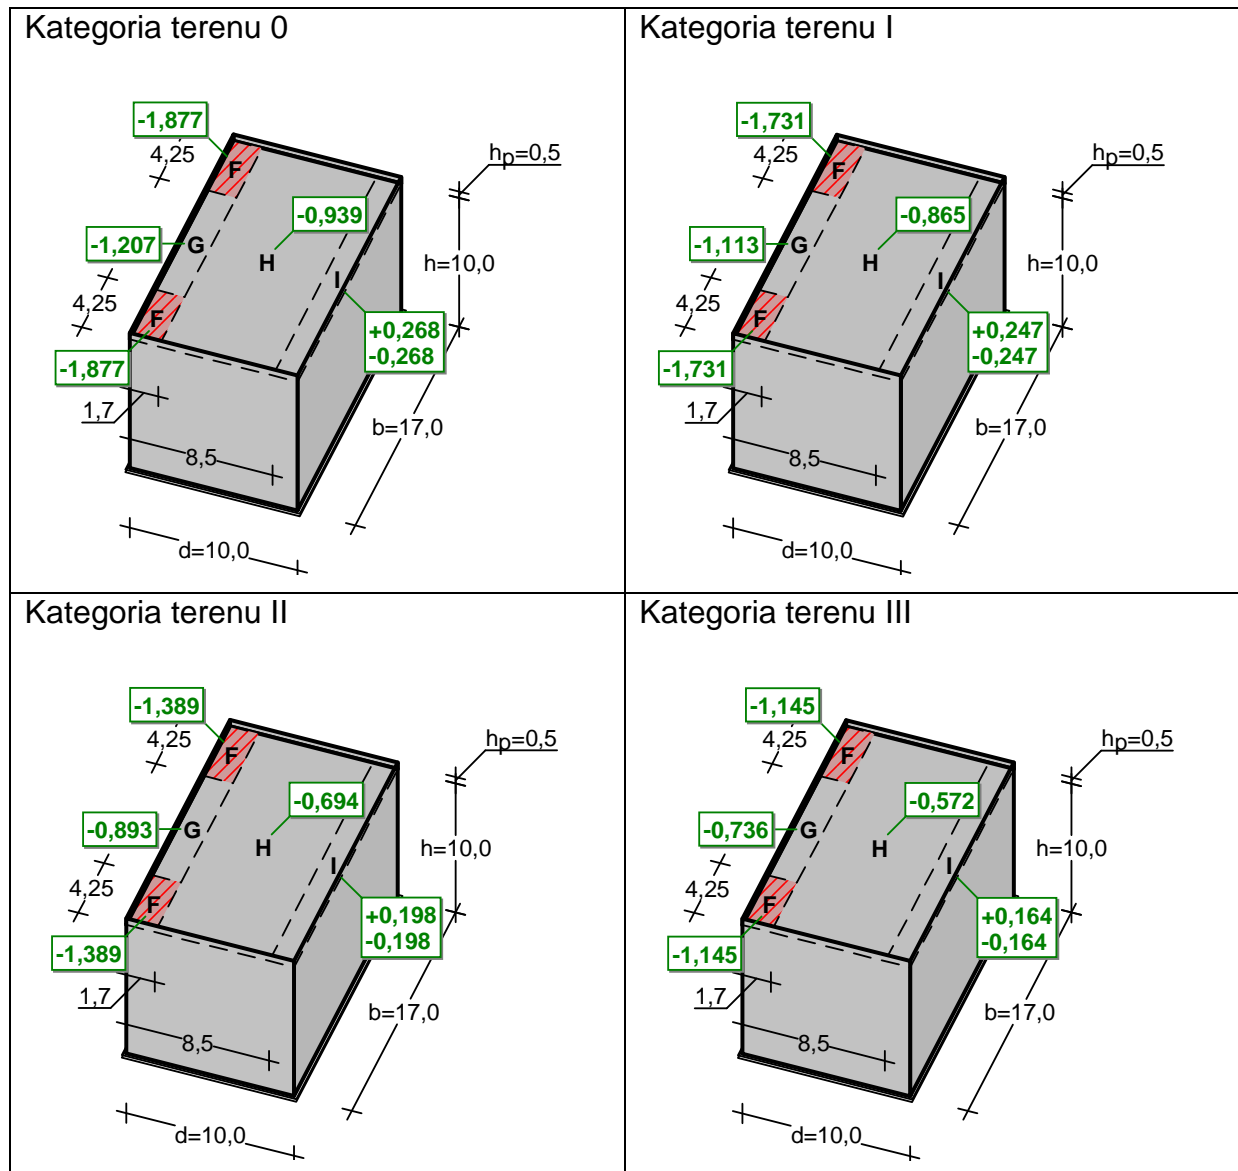 Kategoria terenu 0
-1,877
4,25
F
hp=0,5
-0,939
-1,207
G
H
h=10,0
I
4,25
F
+0,268
-0,268
-1,877
1,7
b=17,0
8,5
d=10,0
Kategoria terenu I
-1,731
4,25
F
hp=0,5
-0,865
-1,113
G
H
h=10,0
I
4,25
F
+0,247
-0,247
-1,731
1,7
b=17,0
8,5
d=10,0
Kategoria terenu II
-1,389
4,25
F
hp=0,5
-0,694
-0,893
G
H
h=10,0
I
4,25
F
+0,198
-0,198
-1,389
1,7
b=17,0
8,5
d=10,0
Kategoria terenu III
-1,145
4,25
F
hp=0,5
-0,572
-0,736
G
H
h=10,0
I
4,25
F
+0,164
-0,164
-1,145
1,7
b=17,0
8,5
d=10,0